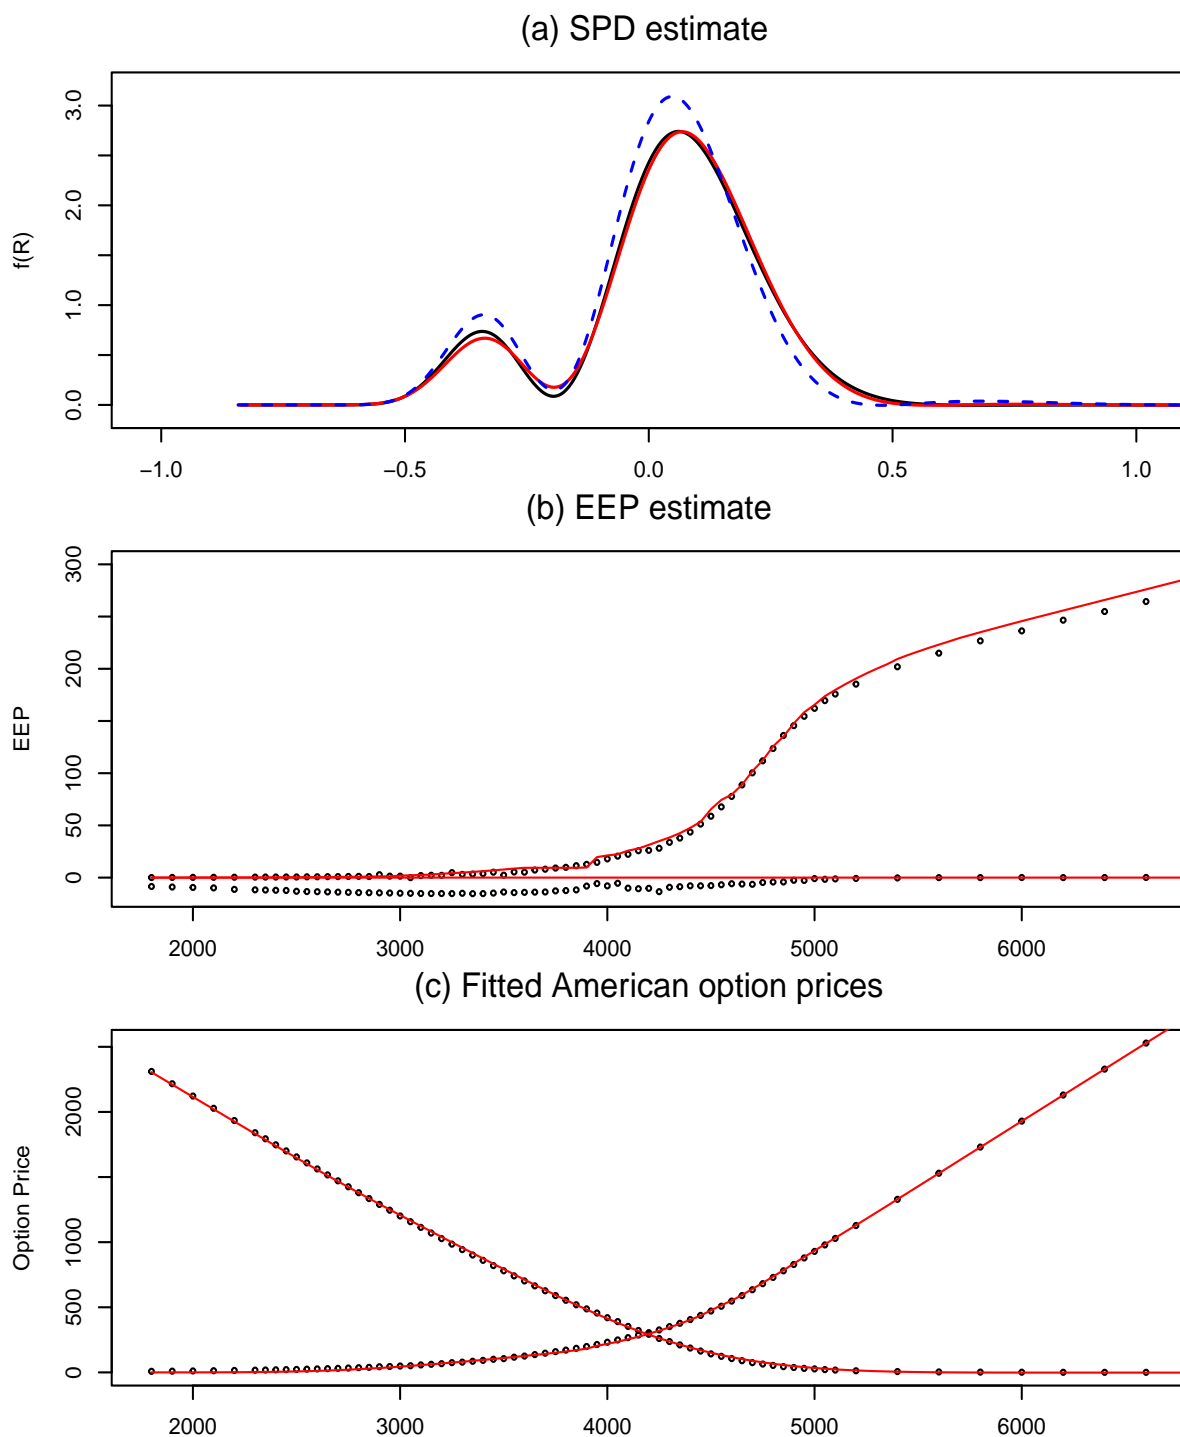 (a) SPD estimate
f(R)
3.0
2.0
1.0
0.0
−1.0 −0.5 0.0 0.5 1.0
(b) EEP estimate
EEP
300
200
100
50
0
2000 3000 4000 5000 6000
(c) Fitted American option prices
Option Price
2000
1000
500
0
2000 3000 4000 5000 6000